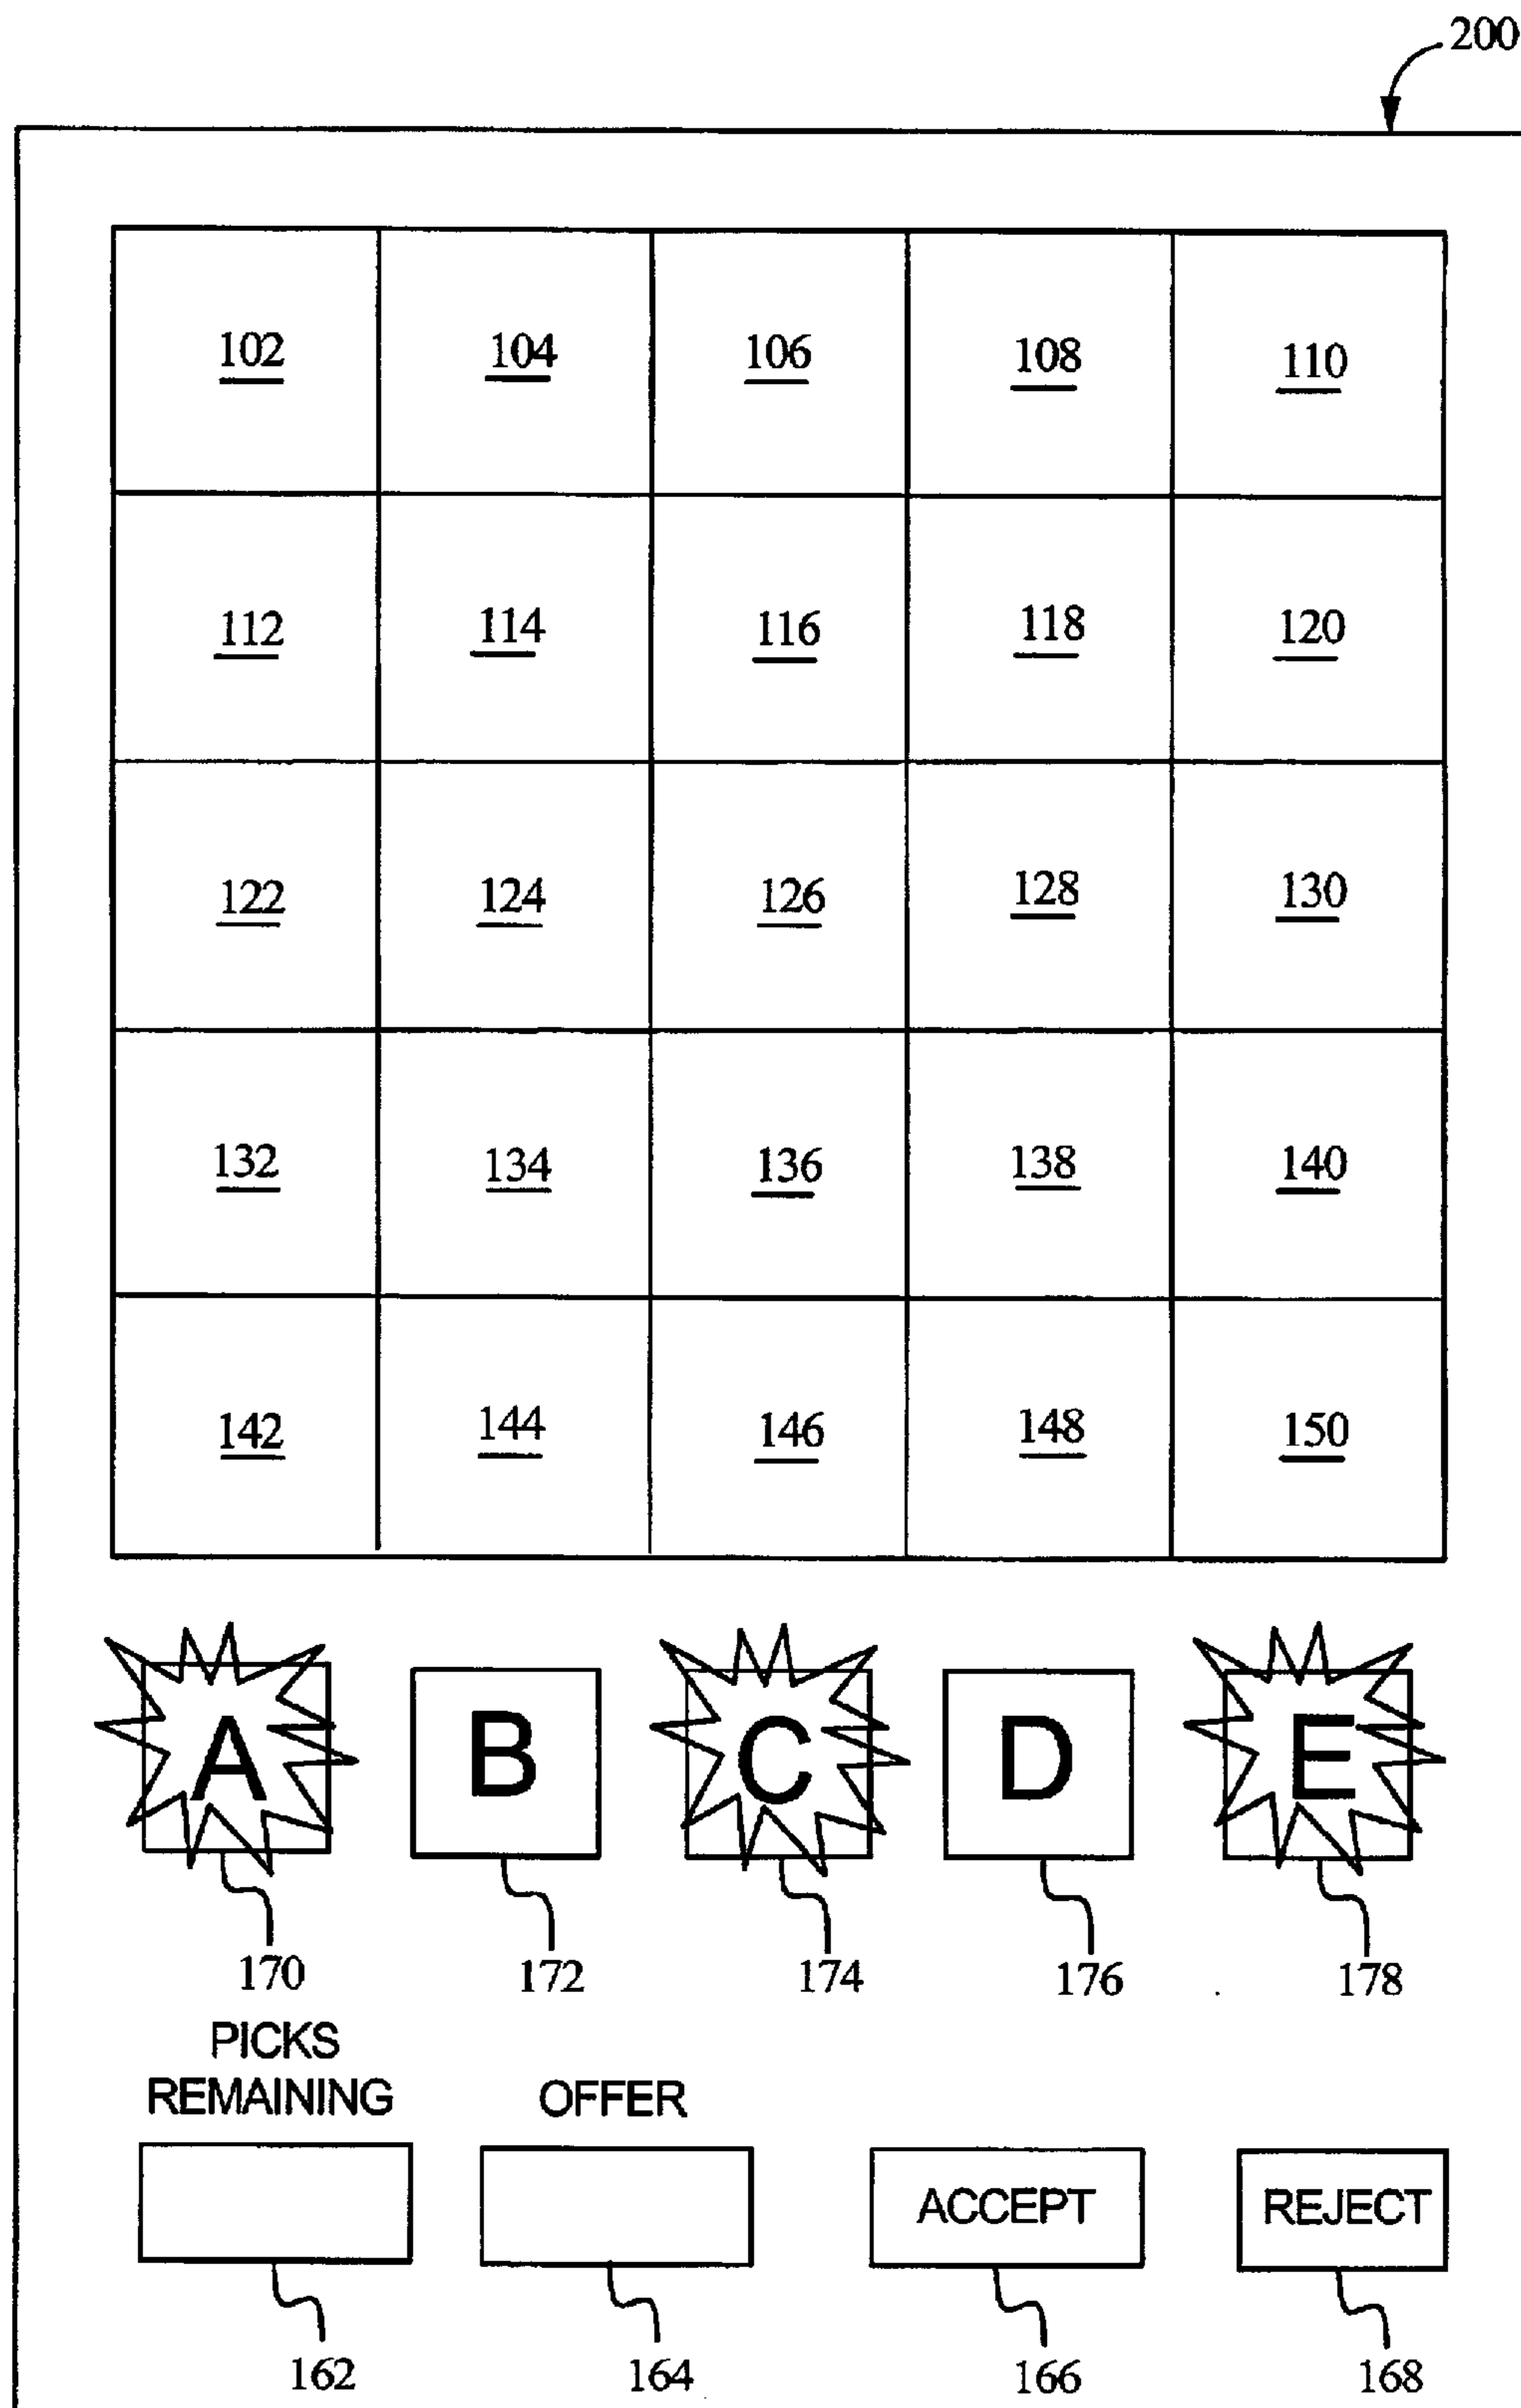 200
102 104 106 108 110
112 114 116 118 120
122 124 126 128 130
132 134 136 138 140
142 144 146 148 150
A B C D E
170 172 174 176 178
PICKS
REMAINING OFFER
ACCEPT REJECT
162 164 166 168